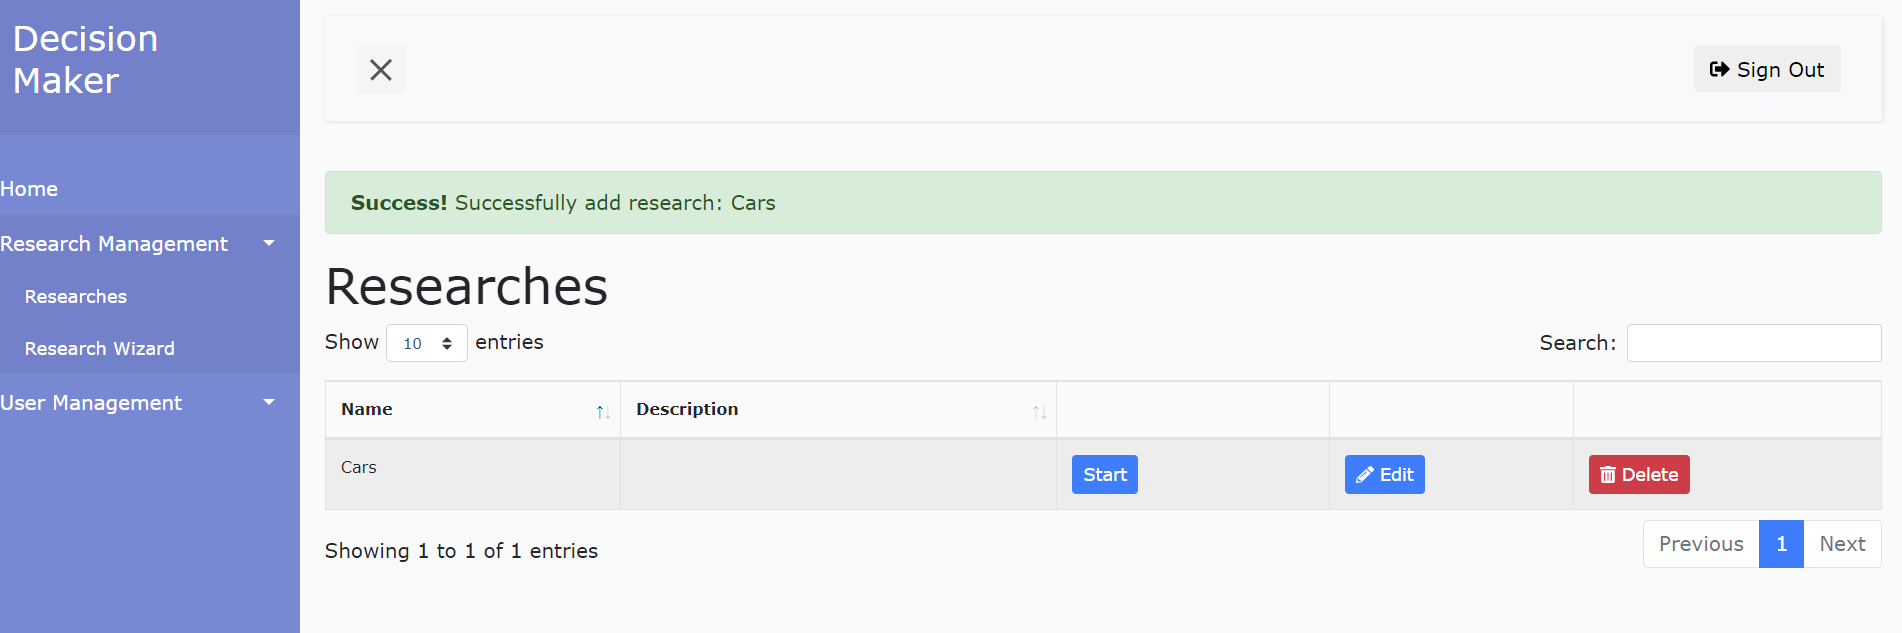 Decision
Maker
Sign Out
Home
Research Management
Researches
Research Wizard
User Management
Success! Successfully add research: Cars
Researches
Show 10 entries
Search:
Name Description
Cars Start Edit Delete
Showing 1 to 1 of 1 entries
Previous 1 Next